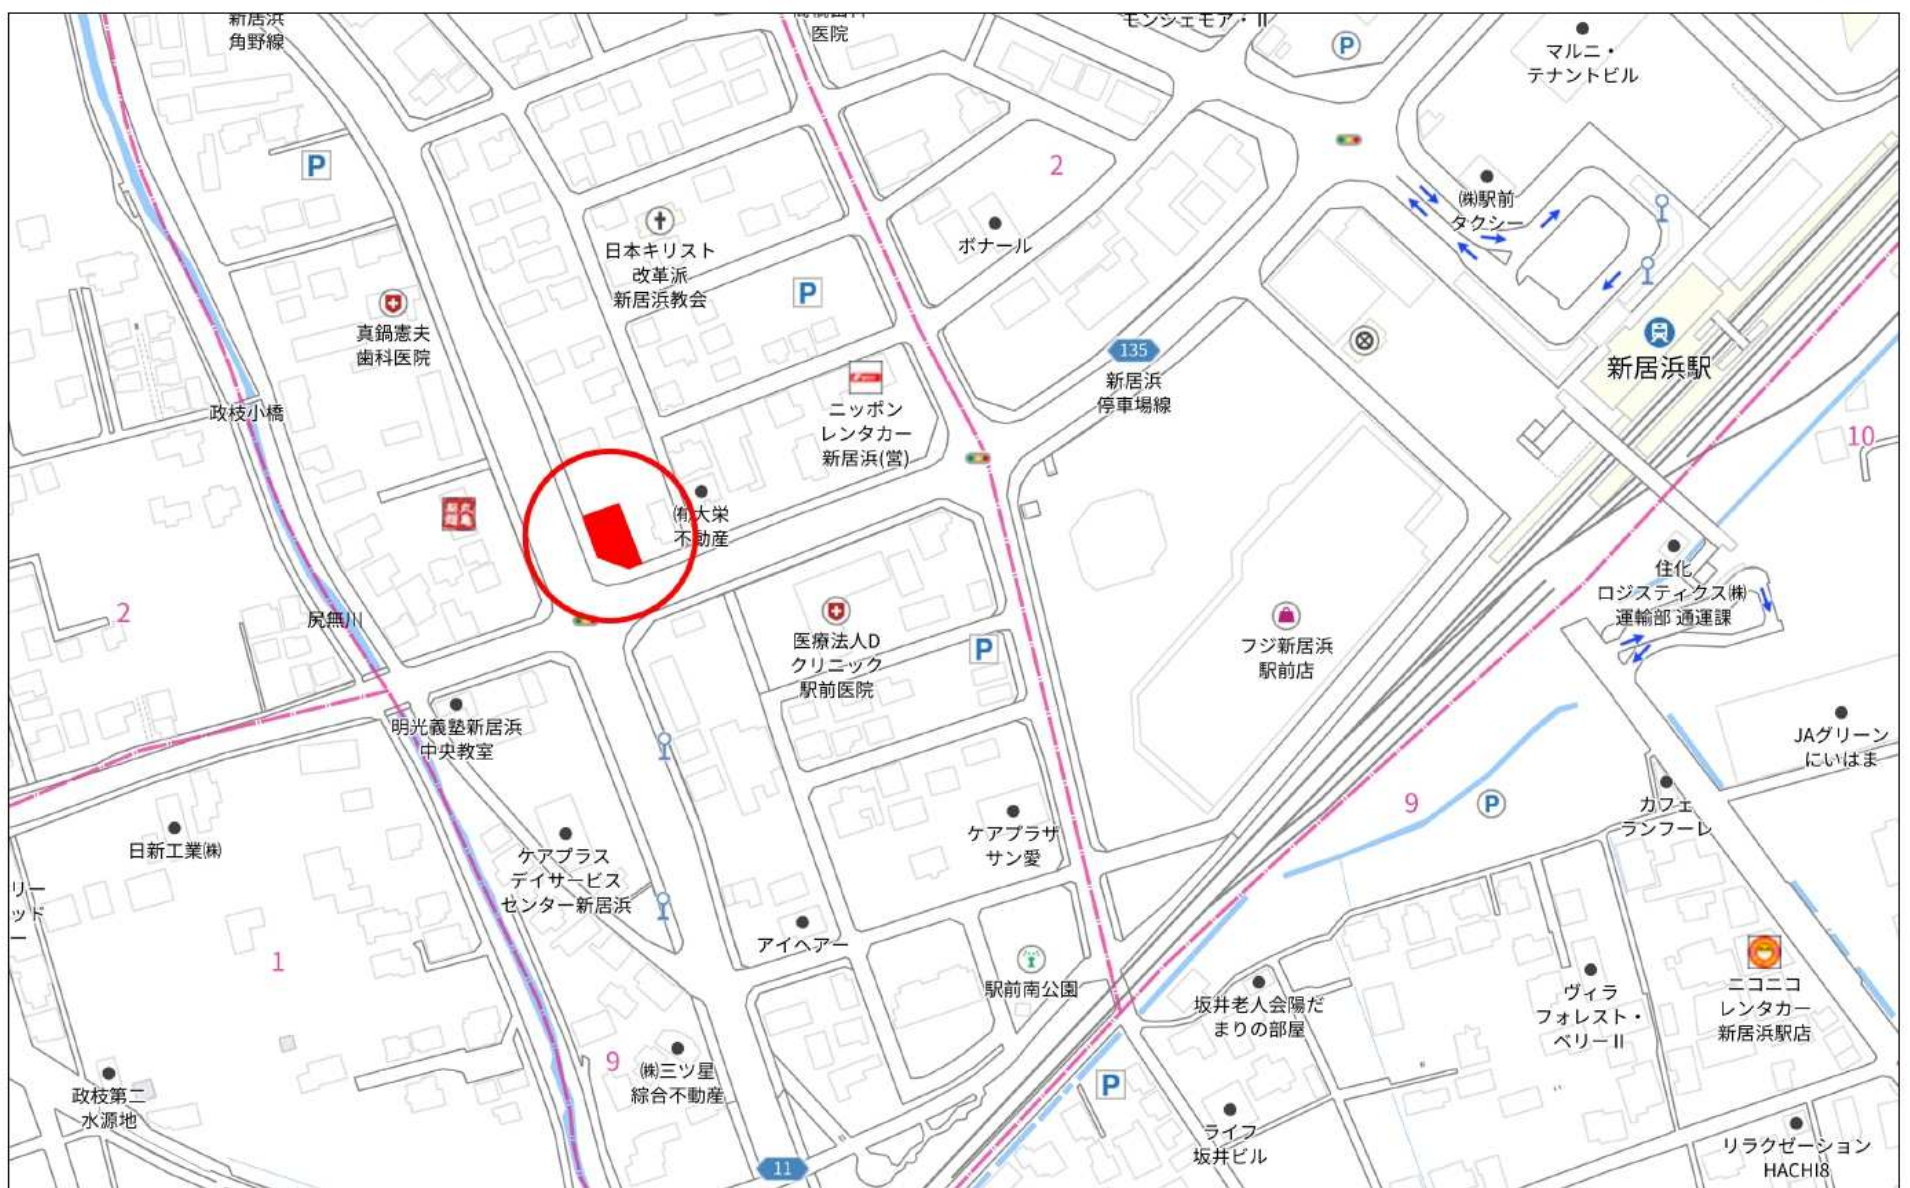 新居浜
角野線
医院
モンシェモア・Ⅱ
P
マルニ・
テナントビル
P
2
㈱駅前
タクシー
日本キリスト
改革派
新居浜教会
ボナール
P
真鍋憲夫
歯科医院
135
新居浜
停車場線
新居浜駅
政枝小橋
ニッポン
レンタカー
新居浜(営)
10
丸亀
製麺
㈲大栄
不動産
住化
ロジスティクス㈱
運輸部 通運課
2
尻無川
医療法人D
クリニック
駅前医院
P
フジ新居浜
駅前店
明光義塾新居浜
中央教室
JAグリーン
にいはま
日新工業㈱
ケアプラス
デイサービス
センター新居浜
ケアプラザ
サン愛
9
P
カフェ
ランフーレ
リー
ッド
ー
1
アイヘアー
駅前南公園
坂井老人会陽だ
まりの部屋
ヴィラ
フォレスト・
ベリーⅡ
ニコニコ
レンタカー
新居浜駅店
政枝第二
水源地
9
㈱三ツ星
綜合不動産
P
ライフ
坂井ビル
リラクゼーション
HACHI8
11